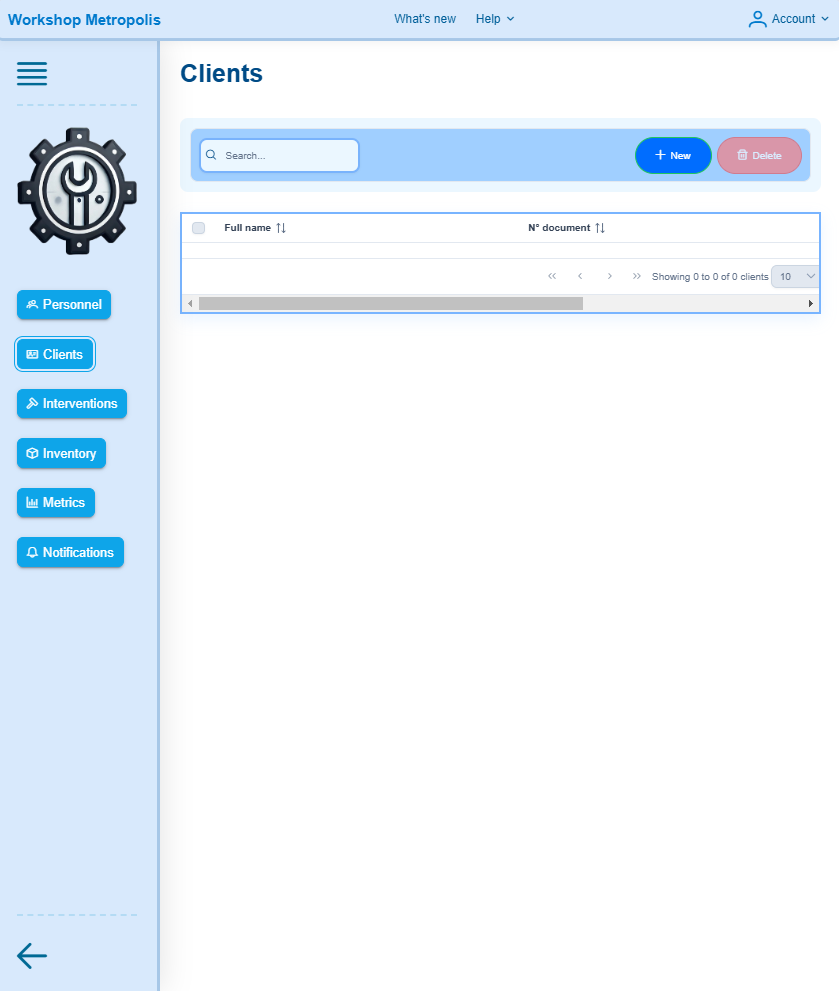 Workshop Metropolis
What's new
Help
Account
Clients
Search...
New
Delete
Full name
N° document
Showing 0 to 0 of 0 clients
10
Personnel
Clients
Interventions
Inventory
Metrics
Notifications